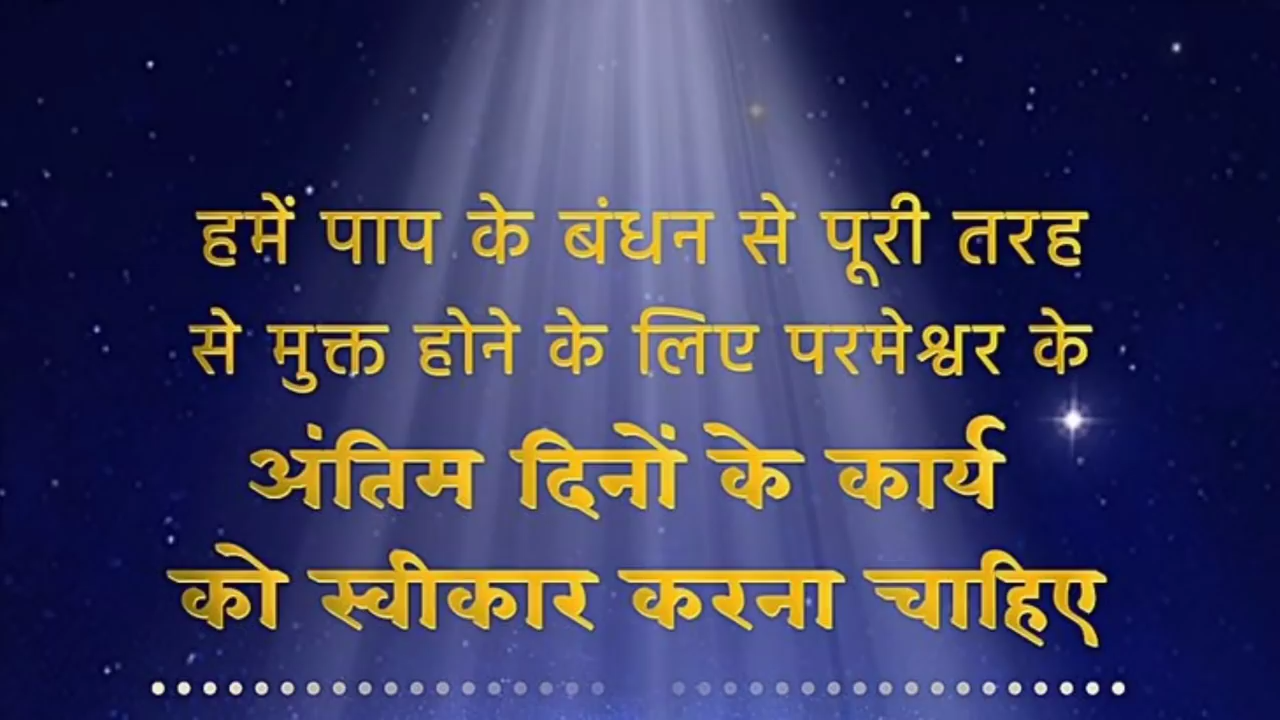 हमें पाप के बंधन से पूरी तरह
से मुक्त होने के लिए परमेश्वर के
अंतिम दिनों के कार्य
को स्वीकार करना चाहिए